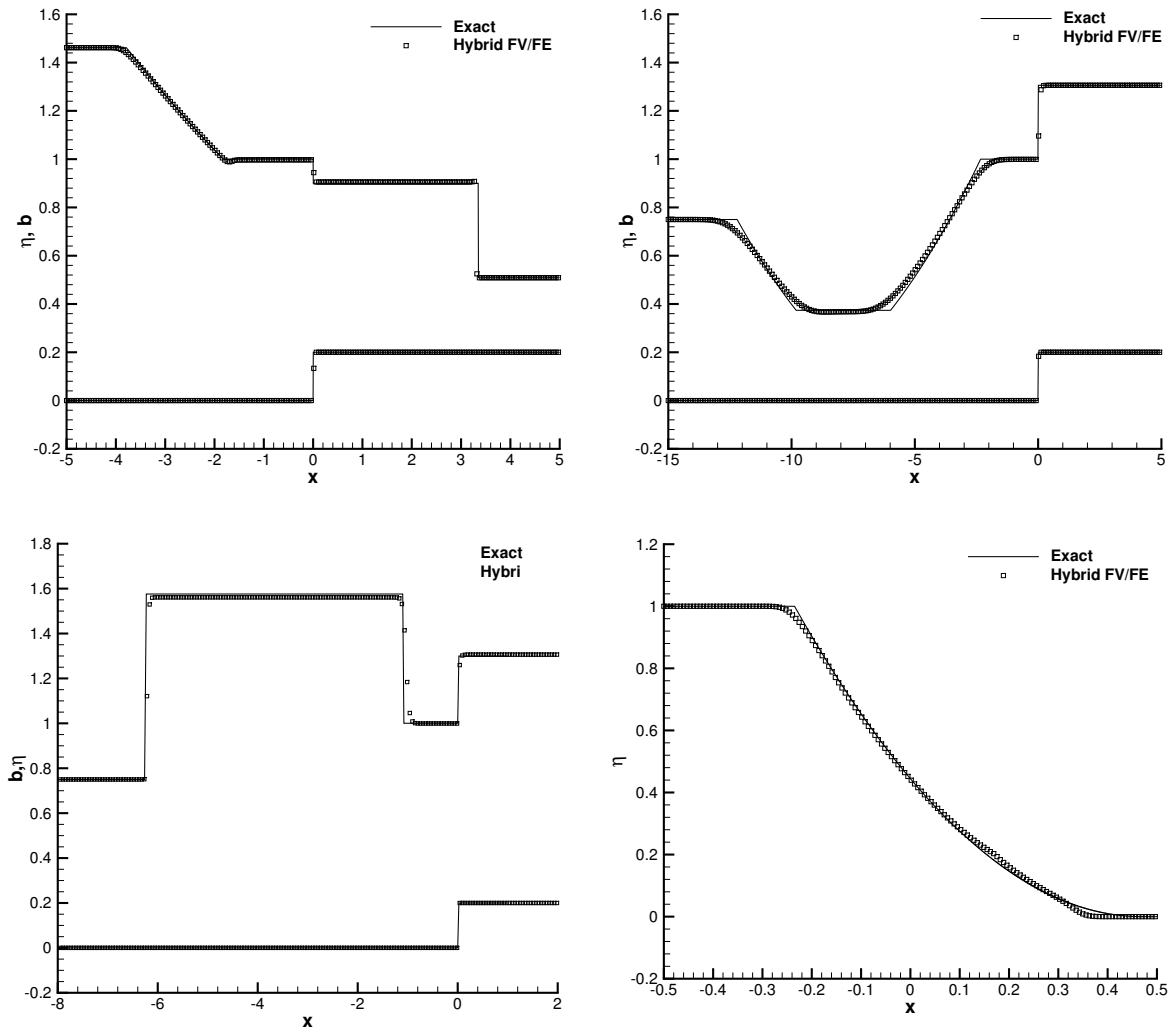 Exact
Hybrid FV/FE
1.6
1.4
1.2
1
0.8
0.6
0.4
0.2
0
-0.2
η, b
-5 -4 -3 -2 -1 0 1 2 3 4 5
x
Exact
Hybrid FV/FE
1.6
1.4
1.2
1
0.8
0.6
0.4
0.2
0
-0.2
η, b
-15 -10 -5 0 5
x
Exact
Hybri
1.8
1.6
1.4
1.2
1
0.8
0.6
0.4
0.2
0
-0.2
b,η
-8 -6 -4 -2 0 2
x
Exact
Hybrid FV/FE
1.2
1
0.8
0.6
0.4
0.2
0
-0.2
η
-0.5 -0.4 -0.3 -0.2 -0.1 0 0.1 0.2 0.3 0.4 0.5
x